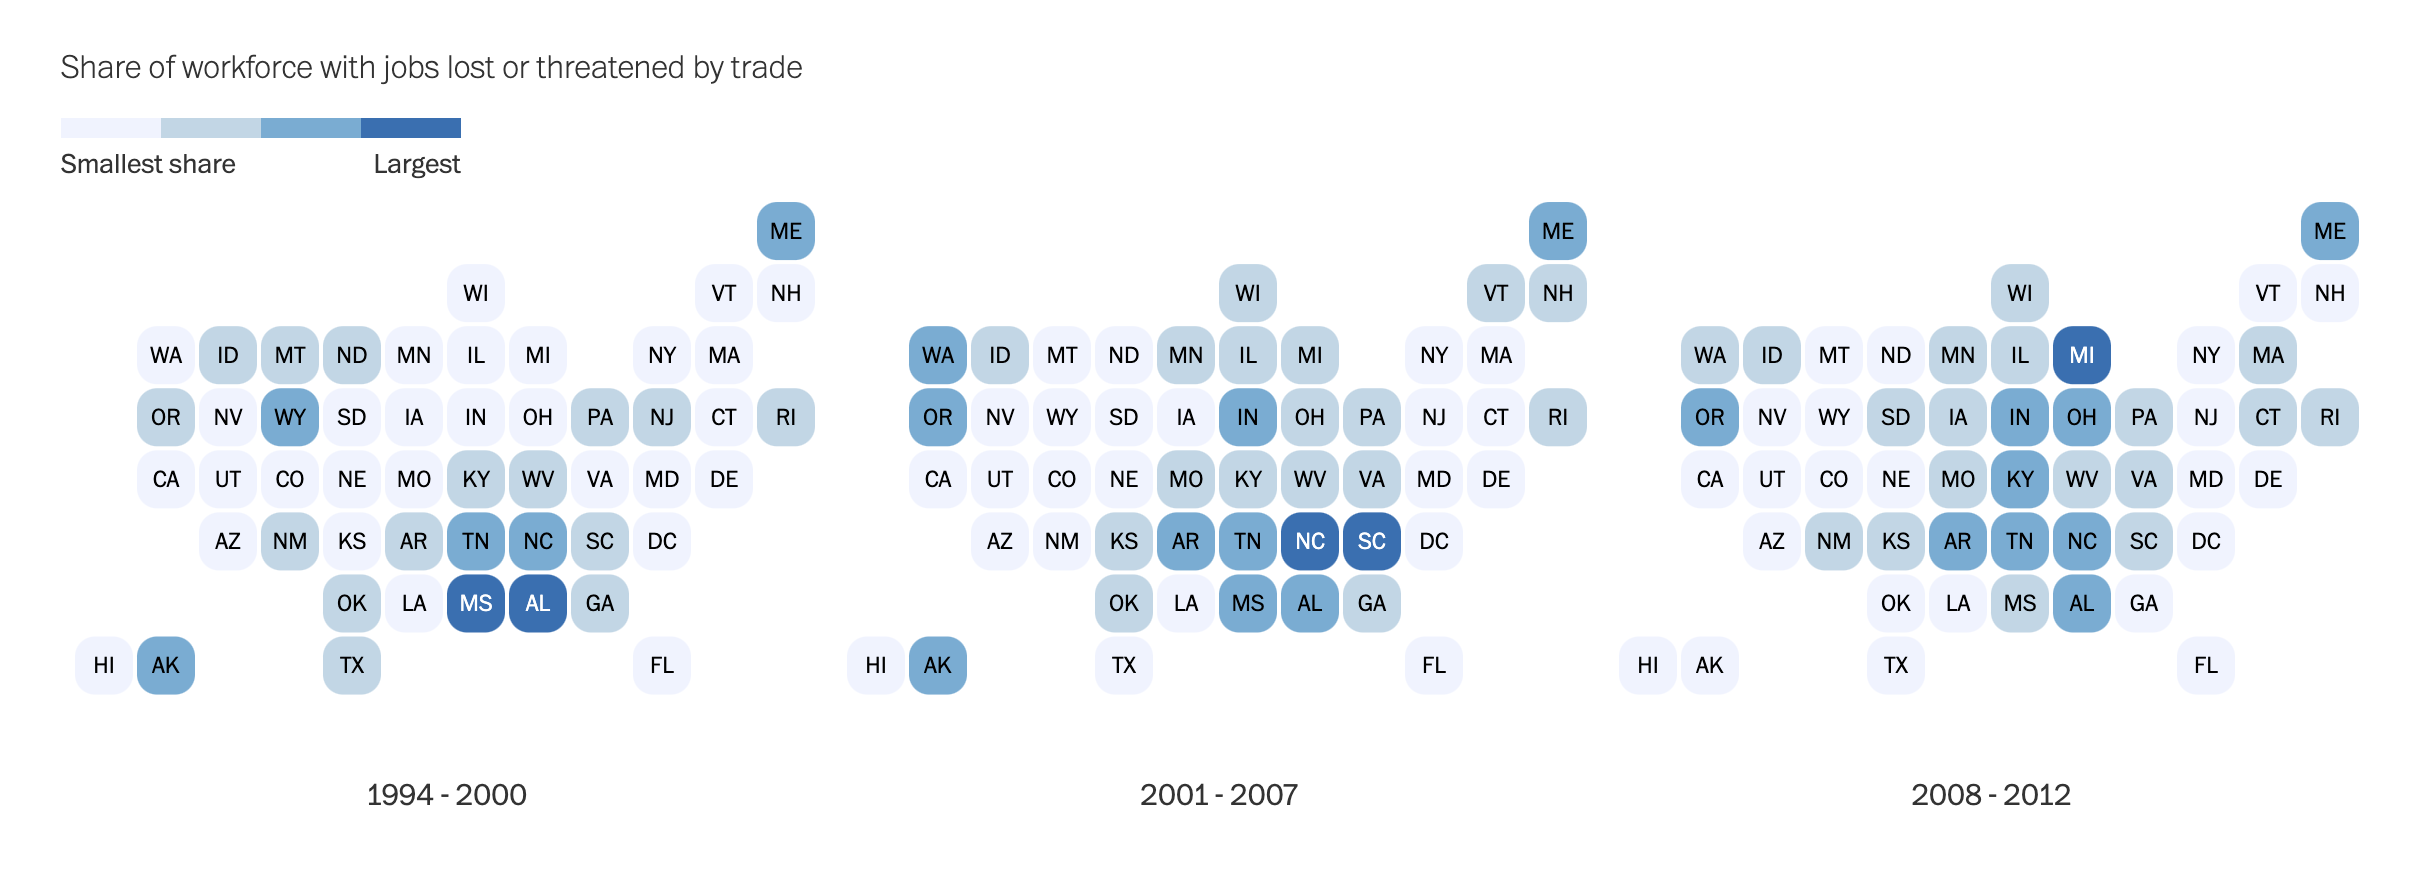 Share of workforce with jobs lost or threatened by trade
Smallest share Largest
ME
WI VT NH
WA ID MT ND MN IL MI NY MA
OR NV WY SD IA IN OH PA NJ CT RI
CA UT CO NE MO KY WV VA MD DE
AZ NM KS AR TN NC SC DC
OK LA MS AL GA
HI AK TX FL
1994 - 2000
ME
WI VT NH
WA ID MT ND MN IL MI NY MA
OR NV WY SD IA IN OH PA NJ CT RI
CA UT CO NE MO KY WV VA MD DE
AZ NM KS AR TN NC SC DC
OK LA MS AL GA
HI AK TX FL
2001 - 2007
ME
WI VT NH
WA ID MT ND MN IL MI NY MA
OR NV WY SD IA IN OH PA NJ CT RI
CA UT CO NE MO KY WV VA MD DE
AZ NM KS AR TN NC SC DC
OK LA MS AL GA
HI AK TX FL
2008 - 2012